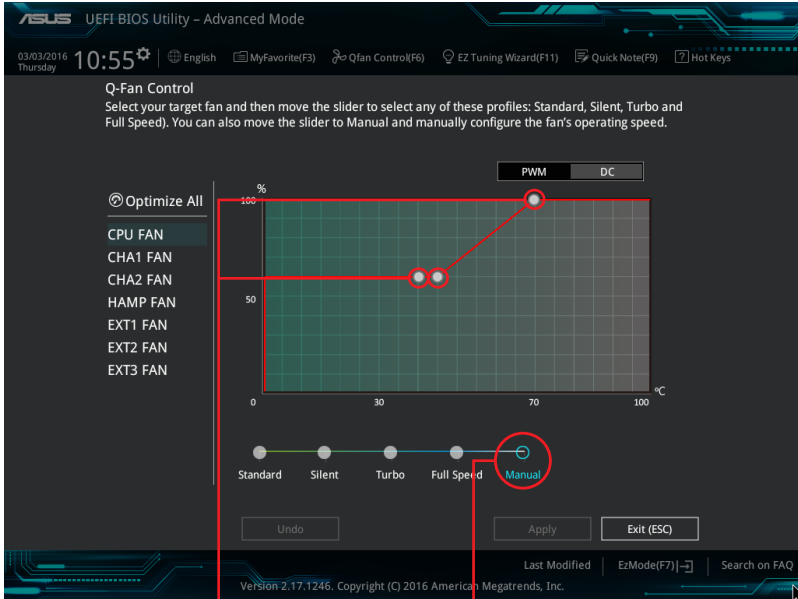 ASUS UEFI BIOS Utility – Advanced Mode
03/03/2016 Thursday 10:55 English MyFavorite(F3) Qfan Control(F6) EZ Tuning Wizard(F11) Quick Note(F9) ? Hot Keys
Q-Fan Control
Select your target fan and then move the slider to select any of these profiles: Standard, Silent, Turbo and
Full Speed). You can also move the slider to Manual and manually configure the fan's operating speed.
PWM DC
%
Optimize All
100
CPU FAN
CHA1 FAN
CHA2 FAN
HAMP FAN
50
EXT1 FAN
EXT2 FAN
EXT3 FAN
ºC
0 30 70 100
Standard Silent Turbo Full Speed Manual
Undo Apply Exit (ESC)
Last Modified EzMode(F7) Search on FAQ
Version 2.17.1246. Copyright (C) 2016 American Megatrends, Inc.